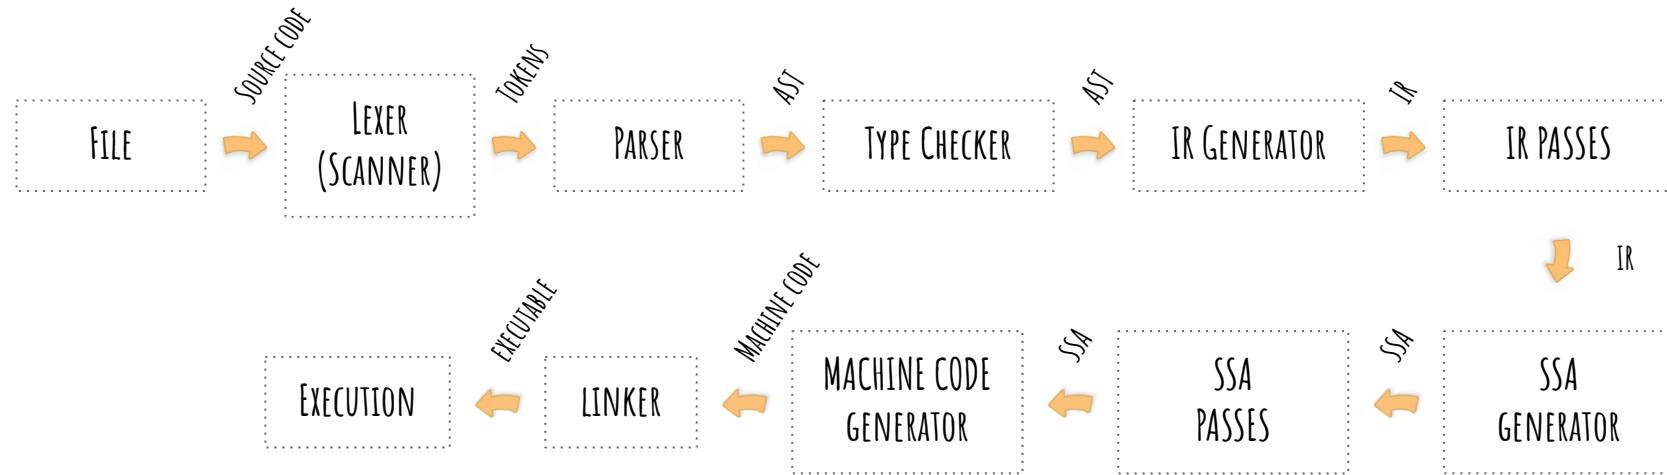 Source code
Tokens
AST
AST
IR
File
Lexer
(Scanner)
Parser
Type Checker
IR Generator
IR passes
IR
Executable
Machine code
SSA
SSA
Execution
linker
Machine code
generator
SSA
passes
SSA
generator